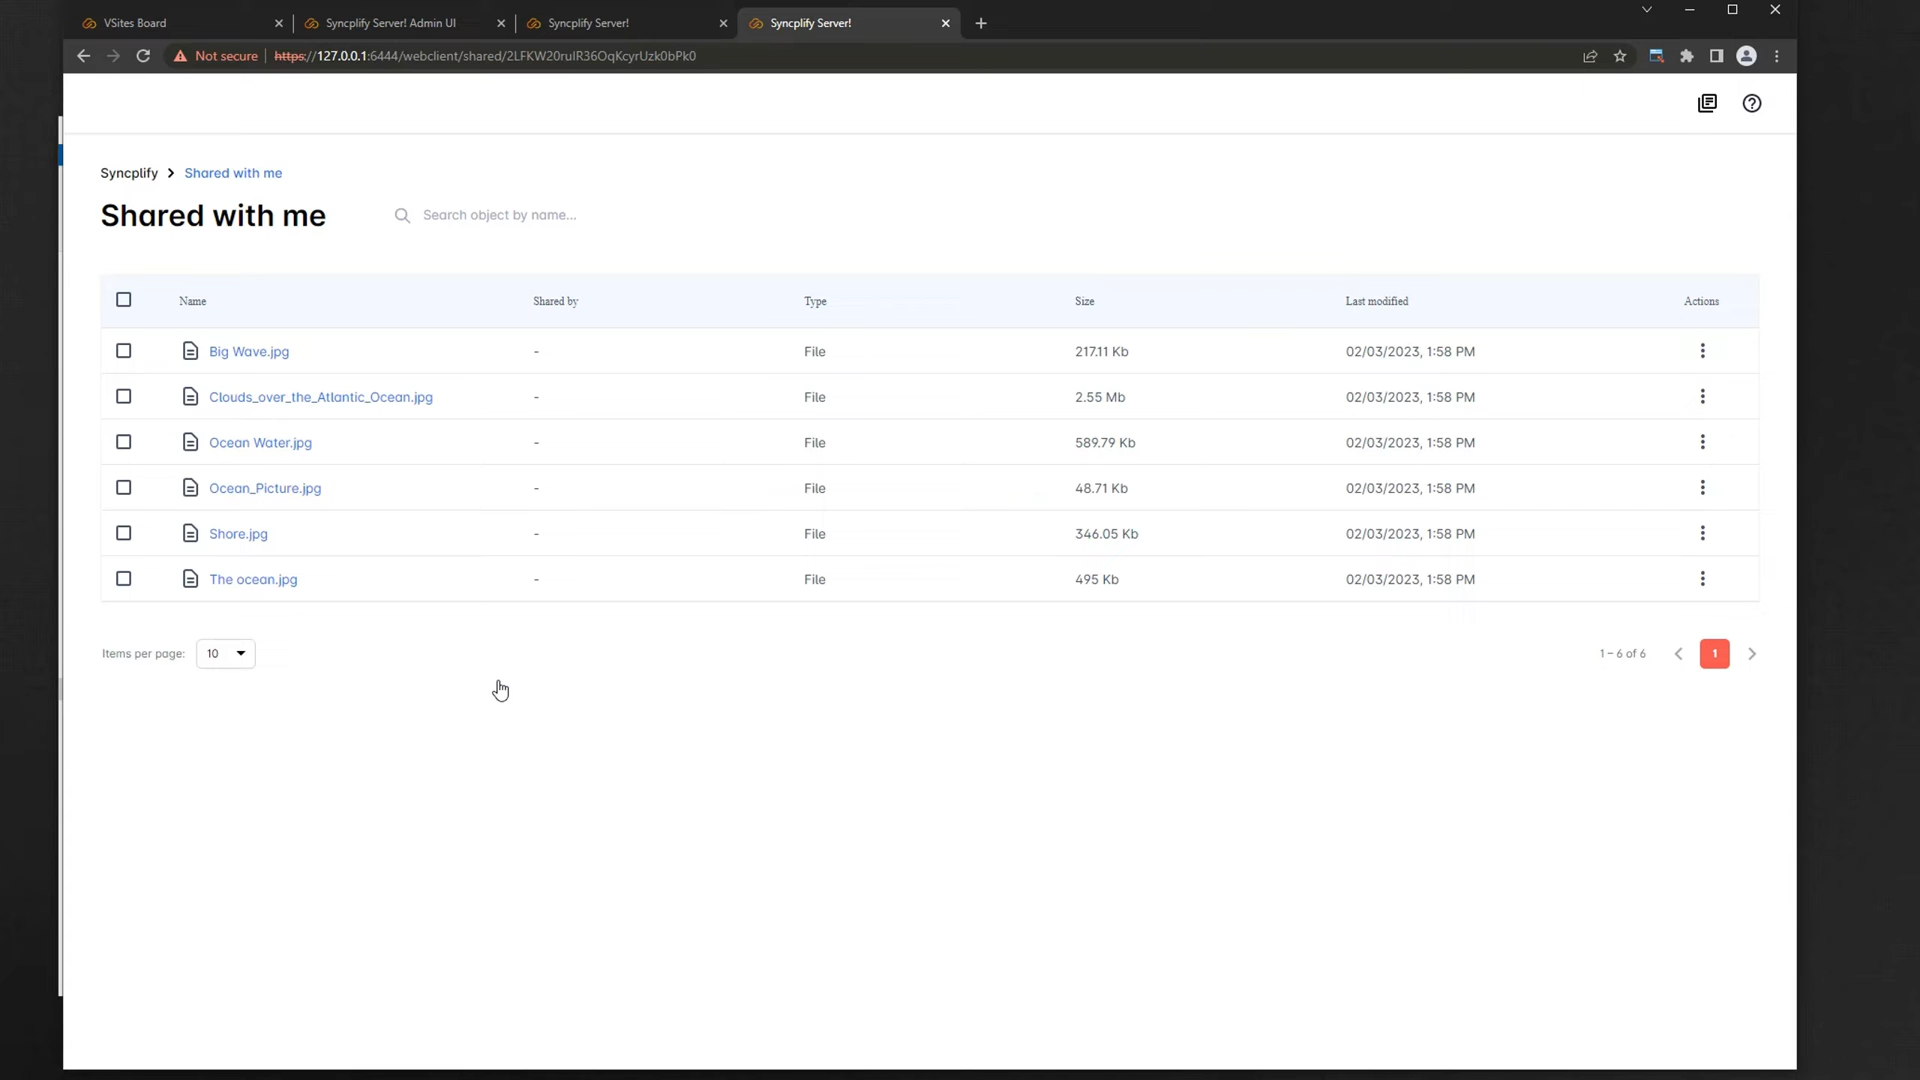 VSites Board
Syncplify Server! Admin UI
Syncplify Server!
Syncplify Server!
Not secure
https://127.0.0.1:6444/webclient/shared/2LFKW20rulR36OqKcyrUzk0bPk0
Syncplify > Shared with me
Shared with me
Search object by name...
Name Shared by Type Size Last modified Actions
Big Wave.jpg - File 217.11 Kb 02/03/2023, 1:58 PM
Clouds_over_the_Atlantic_Ocean.jpg - File 2.55 Mb 02/03/2023, 1:58 PM
Ocean Water.jpg - File 589.79 Kb 02/03/2023, 1:58 PM
Ocean_Picture.jpg - File 48.71 Kb 02/03/2023, 1:58 PM
Shore.jpg - File 346.05 Kb 02/03/2023, 1:58 PM
The ocean.jpg - File 495 Kb 02/03/2023, 1:58 PM
Items per page: 10 1 – 6 of 6 1